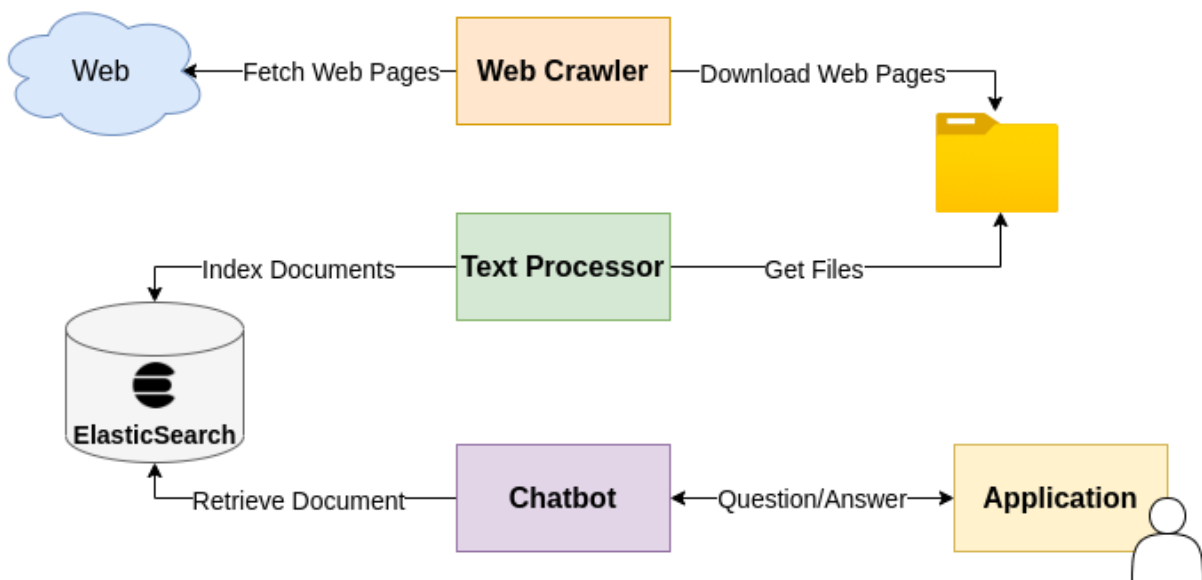 Web
Fetch Web Pages
Web Crawler
Download Web Pages
Index Documents
Text Processor
Get Files
ElasticSearch
Retrieve Document
Chatbot
Question/Answer
Application